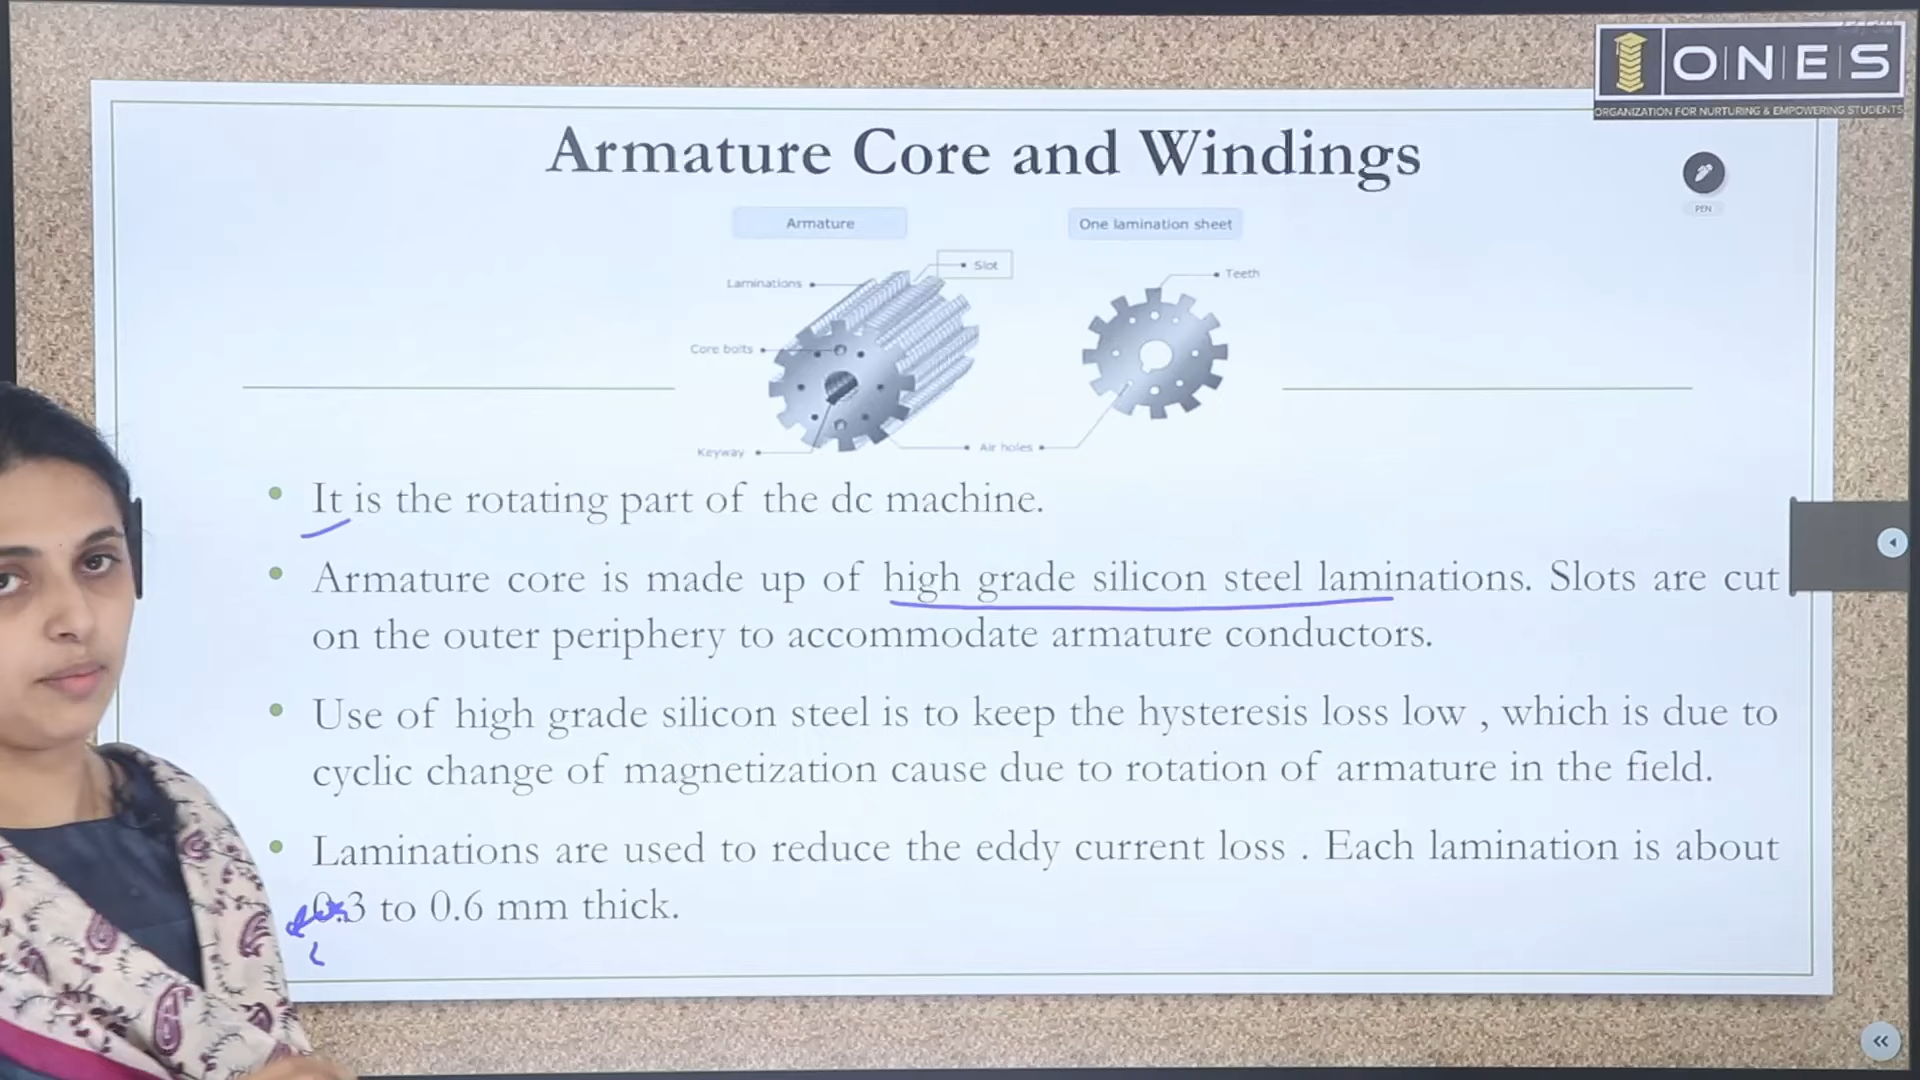 O|N|E|S
ORGANIZATION FOR NURTURING & EMPOWERING STUDENTS
Armature Core and Windings
PEN
Armature
One lamination sheet
Slot
Teeth
Laminations
Core bolts
Keyway
Air holes
It is the rotating part of the dc machine.
Armature core is made up of high grade silicon steel laminations. Slots are cut
on the outer periphery to accommodate armature conductors.
Use of high grade silicon steel is to keep the hysteresis loss low , which is due to
cyclic change of magnetization cause due to rotation of armature in the field.
Laminations are used to reduce the eddy current loss . Each lamination is about
0.3 to 0.6 mm thick.